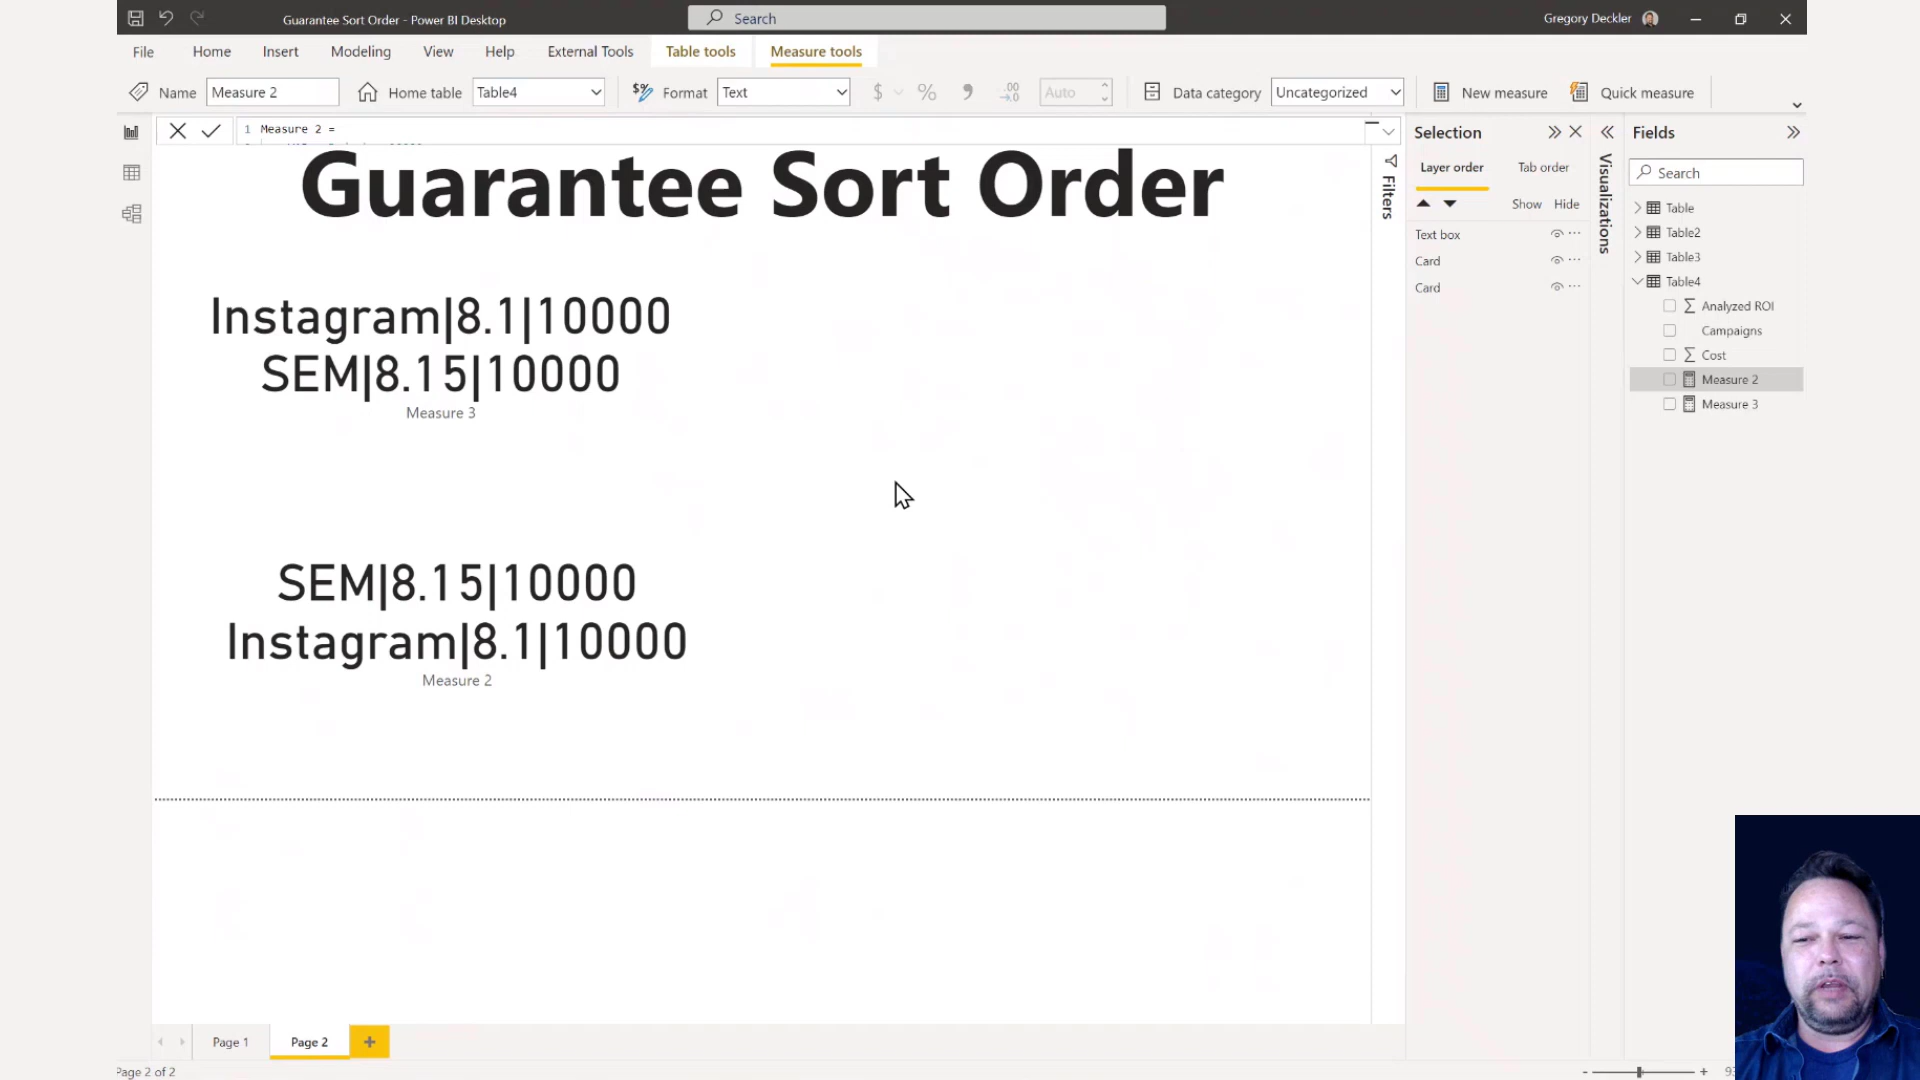 Guarantee Sort Order - Power BI Desktop
Search
Gregory Deckler
File Home Insert Modeling View Help External Tools Table tools Measure tools
Name Measure 2 Home table Table4 Format Text $ % Auto Data category Uncategorized New measure Quick measure
1 Measure 2 =
Guarantee Sort Order
Instagram|8.1|10000
SEM|8.15|10000
Measure 3
SEM|8.15|10000
Instagram|8.1|10000
Measure 2
Filters
Selection
Layer order Tab order
Show Hide
Text box
Card
Card
Visualizations
Fields
Search
Table
Table2
Table3
Table4
Analyzed ROI
Campaigns
Cost
Measure 2
Measure 3
Page 1 Page 2 +
Page 2 of 2
- +